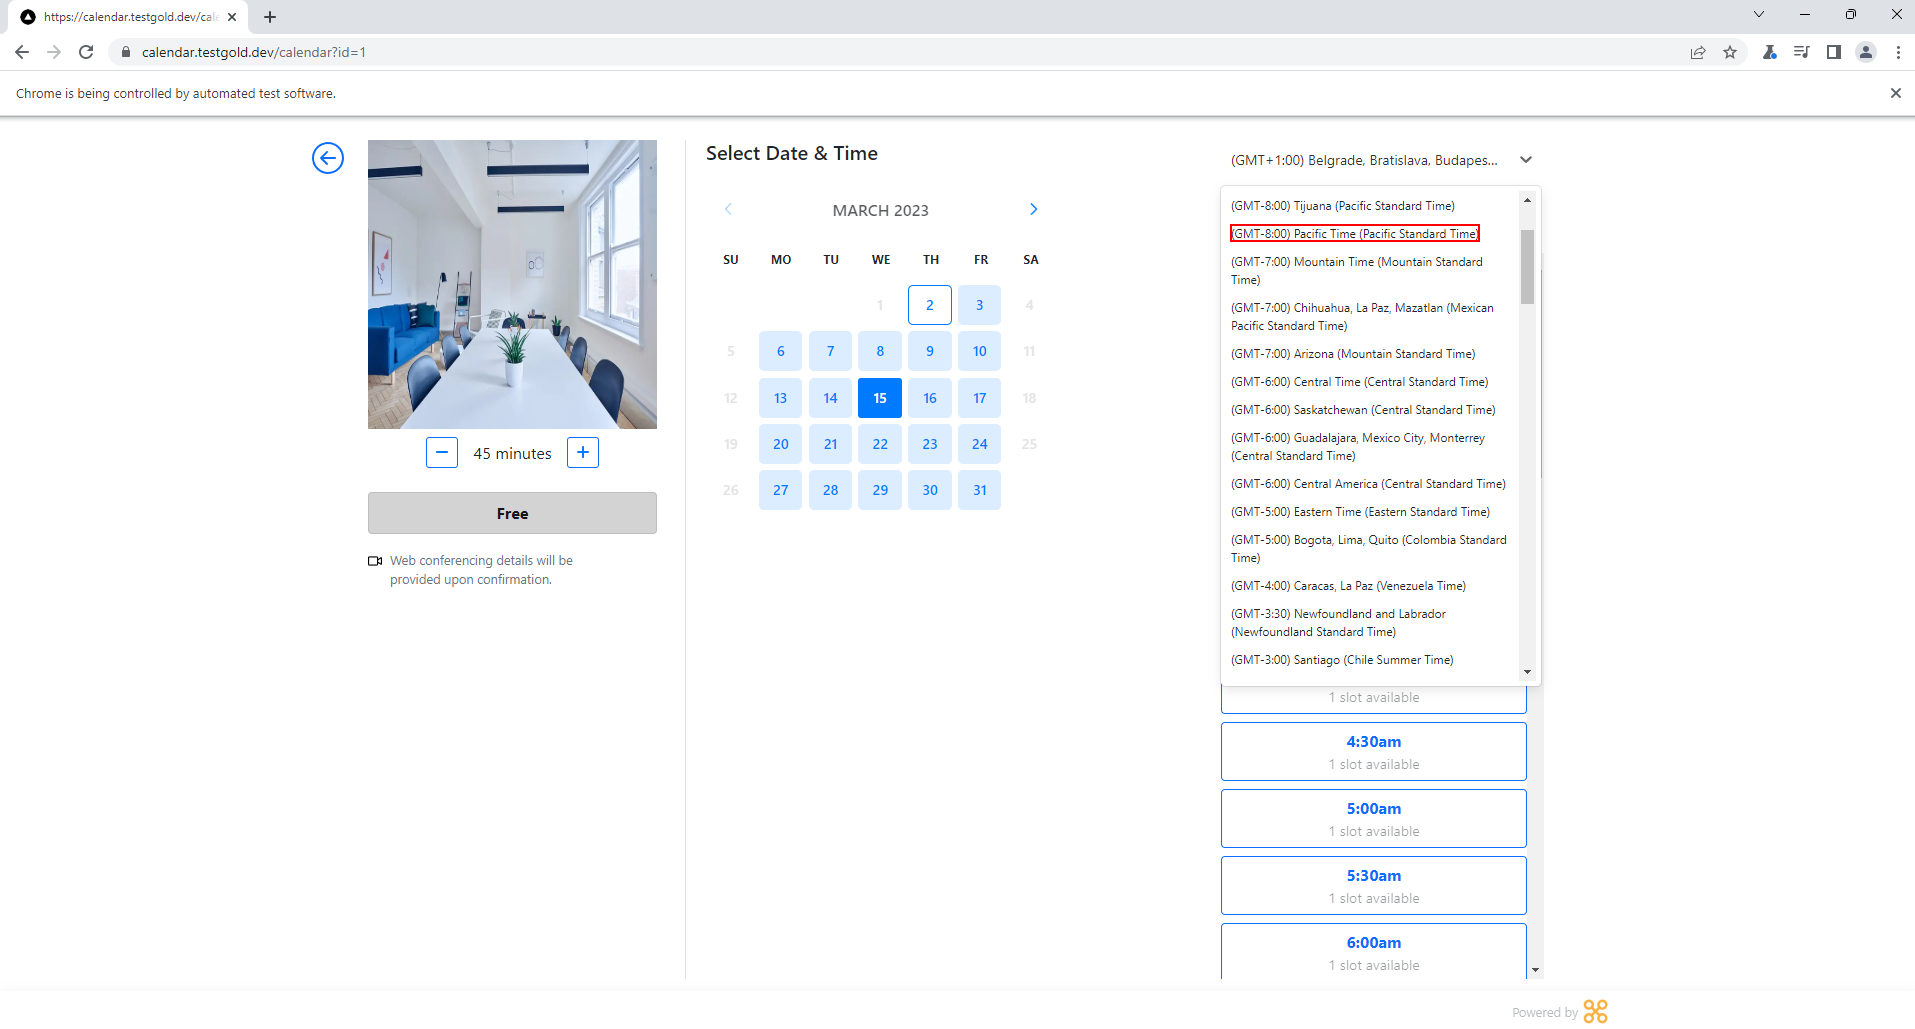 https://calendar.testgold.dev/cale
calendar.testgold.dev/calendar?id=1
Chrome is being controlled by automated test software.
Select Date & Time
(GMT+1:00) Belgrade, Bratislava, Budapes...
MARCH 2023
SU MO TU WE TH FR SA
1 2 3 4
5 6 7 8 9 10 11
12 13 14 15 16 17 18
19 20 21 22 23 24 25
26 27 28 29 30 31
45 minutes
Free
Web conferencing details will be
provided upon confirmation.
(GMT-8:00) Tijuana (Pacific Standard Time)
(GMT-8:00) Pacific Time (Pacific Standard Time)
(GMT-7:00) Mountain Time (Mountain Standard
Time)
(GMT-7:00) Chihuahua, La Paz, Mazatlan (Mexican
Pacific Standard Time)
(GMT-7:00) Arizona (Mountain Standard Time)
(GMT-6:00) Central Time (Central Standard Time)
(GMT-6:00) Saskatchewan (Central Standard Time)
(GMT-6:00) Guadalajara, Mexico City, Monterrey
(Central Standard Time)
(GMT-6:00) Central America (Central Standard Time)
(GMT-5:00) Eastern Time (Eastern Standard Time)
(GMT-5:00) Bogota, Lima, Quito (Colombia Standard
Time)
(GMT-4:00) Caracas, La Paz (Venezuela Time)
(GMT-3:30) Newfoundland and Labrador
(Newfoundland Standard Time)
(GMT-3:00) Santiago (Chile Summer Time)
1 slot available
4:30am
1 slot available
5:00am
1 slot available
5:30am
1 slot available
6:00am
1 slot available
Powered by